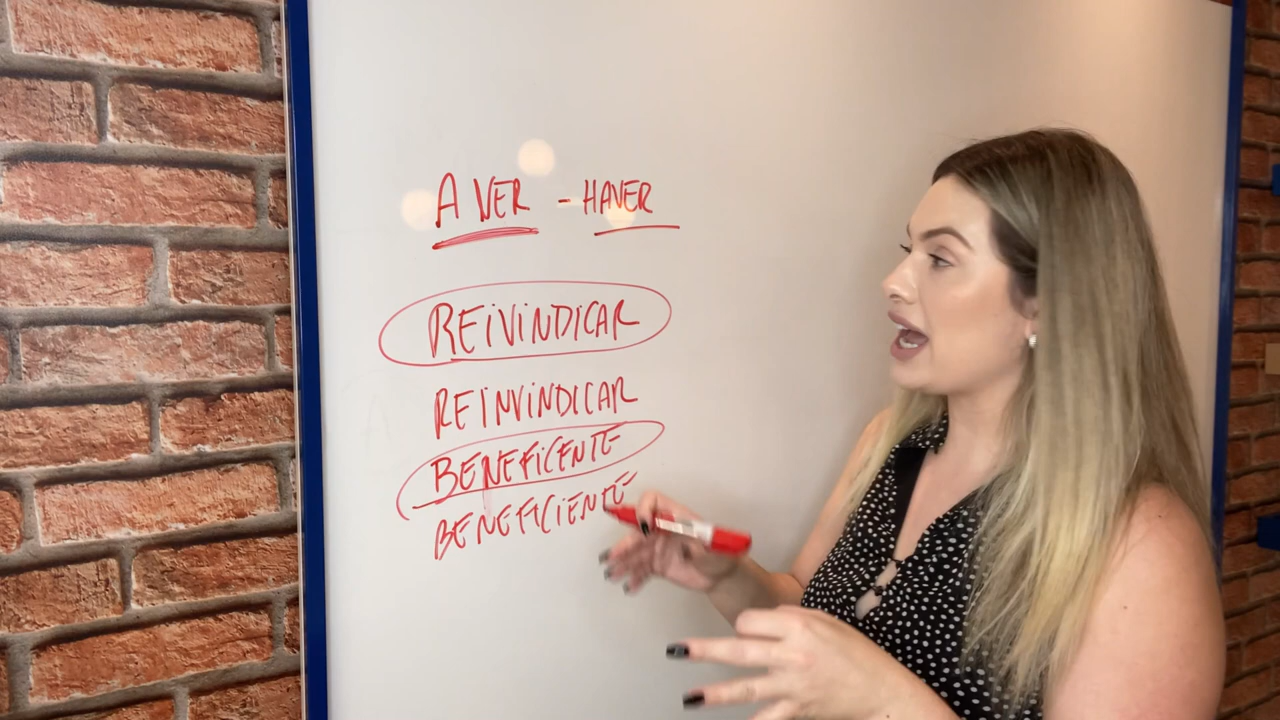 A VER - HAVER
REIVINDICAR
REINVINDICAR
BENEFICENTE
BENEFICIENTE